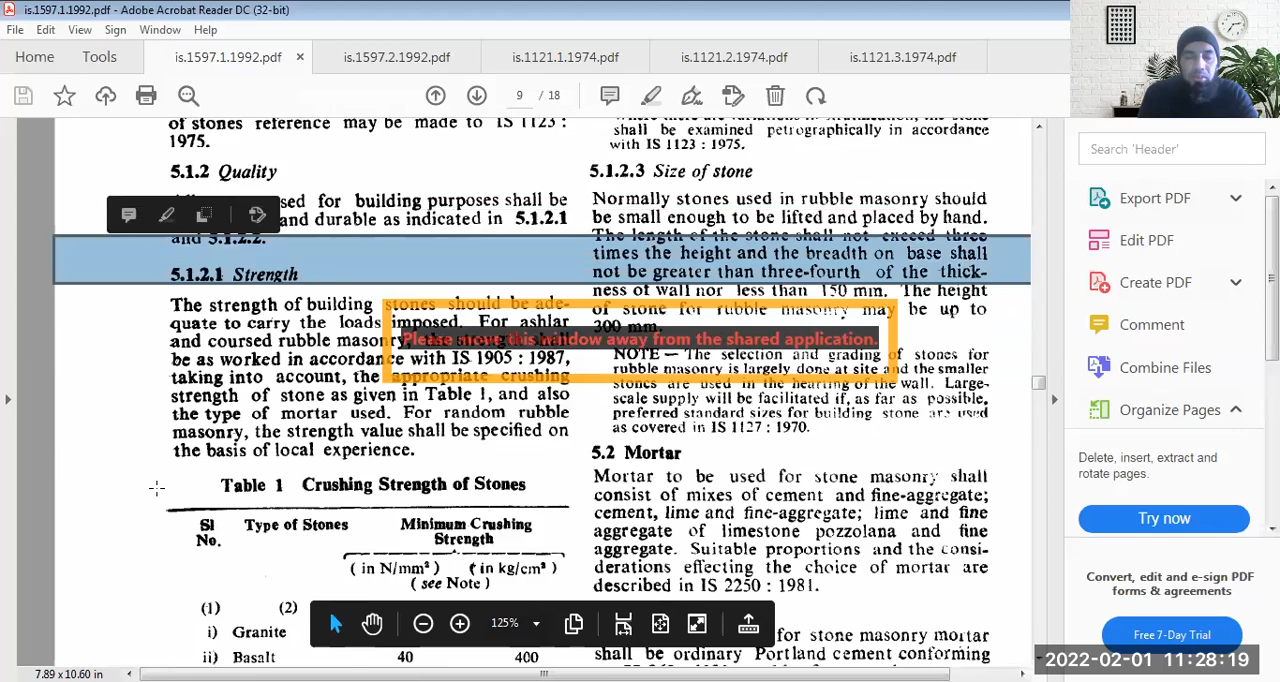 is.1597.1.1992.pdf - Adobe Acrobat Reader DC (32-bit)
File Edit View Window Help
Home Tools is.1597.1.1992.pdf × is.1597.2.1992.pdf is.1121.1.1974.pdf is.1121.2.1974.pdf is.1121.3.1974.pdf
9 / 18
of stones reference may be made to IS 1123 :
1975.
5.1.2 Quality
sed for building purposes shall be
and durable as indicated in 5.1.2.1
and 5.1.2.2.
5.1.2.1 Strength
The strength of building stones should be ade-
quate to carry the loads imposed. For ashlar
and coursed rubble masonry
be as worked in accordance with IS 1905 : 1987,
taking into account, the appropriate crushing
strength of stone as given in Table 1, and also
the type of mortar used. For random rubble
masonry, the strength value shall be specified on
the basis of local experience.
Table 1 Crushing Strength of Stones
Sl No. Type of Stones Minimum Crushing Strength
( in N/mm² ) ( in kg/cm² )
( see Note )
(1) (2)
i) Granite
ii) Basalt 40 400
shall be examined petrographically in accordance
with IS 1123 : 1975.
5.1.2.3 Size of stone
Normally stones used in rubble masonry should
be small enough to be lifted and placed by hand.
The length of the stone shall not exceed three
times the height and the breadth on base shall
not be greater than three-fourth of the thick-
ness of wall nor less than 150 mm. The height
of stone for rubble masonry may be up to
300 mm.
Please move this window away from the shared application.
NOTE — The selection and grading of stones for
rubble masonry is largely done at site and the smaller
stones are used in the hearting of the wall. Large-
scale supply will be facilitated if, as far as possible,
preferred standard sizes for building stone are used
as covered in IS 1127 : 1970.
5.2 Mortar
Mortar to be used for stone masonry shall
consist of mixes of cement and fine-aggregate;
cement, lime and fine-aggregate; lime and fine
aggregate of limestone pozzolana and fine
aggregate. Suitable proportions and the consi-
derations effecting the choice of mortar are
described in IS 2250 : 1981.
for stone masonry mortar
shall be ordinary Portland cement conforming
125%
7.89 x 10.60 in
Search 'Header'
Export PDF
Edit PDF
Create PDF
Comment
Combine Files
Organize Pages
Delete, insert, extract and
rotate pages.
Try now
Convert, edit and e-sign PDF
forms & agreements
Free 7-Day Trial
2022-02-01 11:28:19